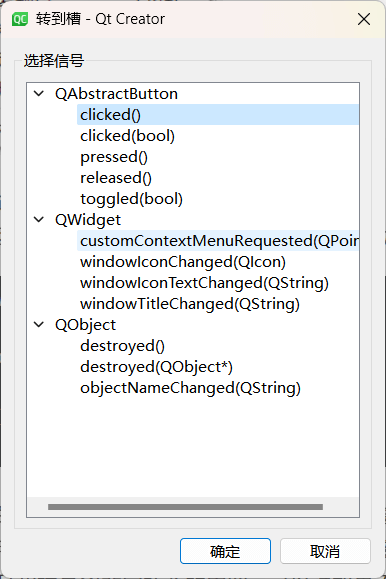 转到槽 - Qt Creator
选择信号
QAbstractButton
clicked()
clicked(bool)
pressed()
released()
toggled(bool)
QWidget
customContextMenuRequested(QPoin
windowIconChanged(QIcon)
windowIconTextChanged(QString)
windowTitleChanged(QString)
QObject
destroyed()
destroyed(QObject*)
objectNameChanged(QString)
确定
取消